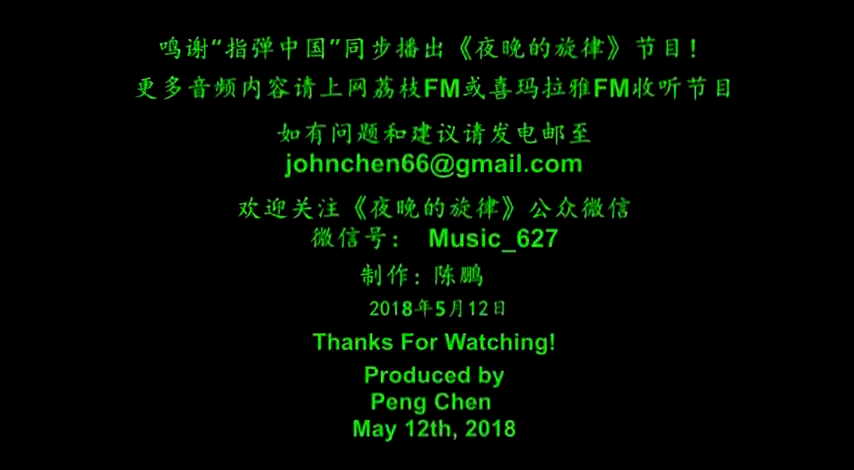 鸣谢“指弹中国”同步播出《夜晚的旋律》节目！
更多音频内容请上网荔枝FM或喜玛拉雅FM收听节目
如有问题和建议请发电邮至
johnchen66@gmail.com
欢迎关注《夜晚的旋律》公众微信
微信号： Music_627
制作：陈鹏
2018年5月12日
Thanks For Watching!
Produced by
Peng Chen
May 12th, 2018